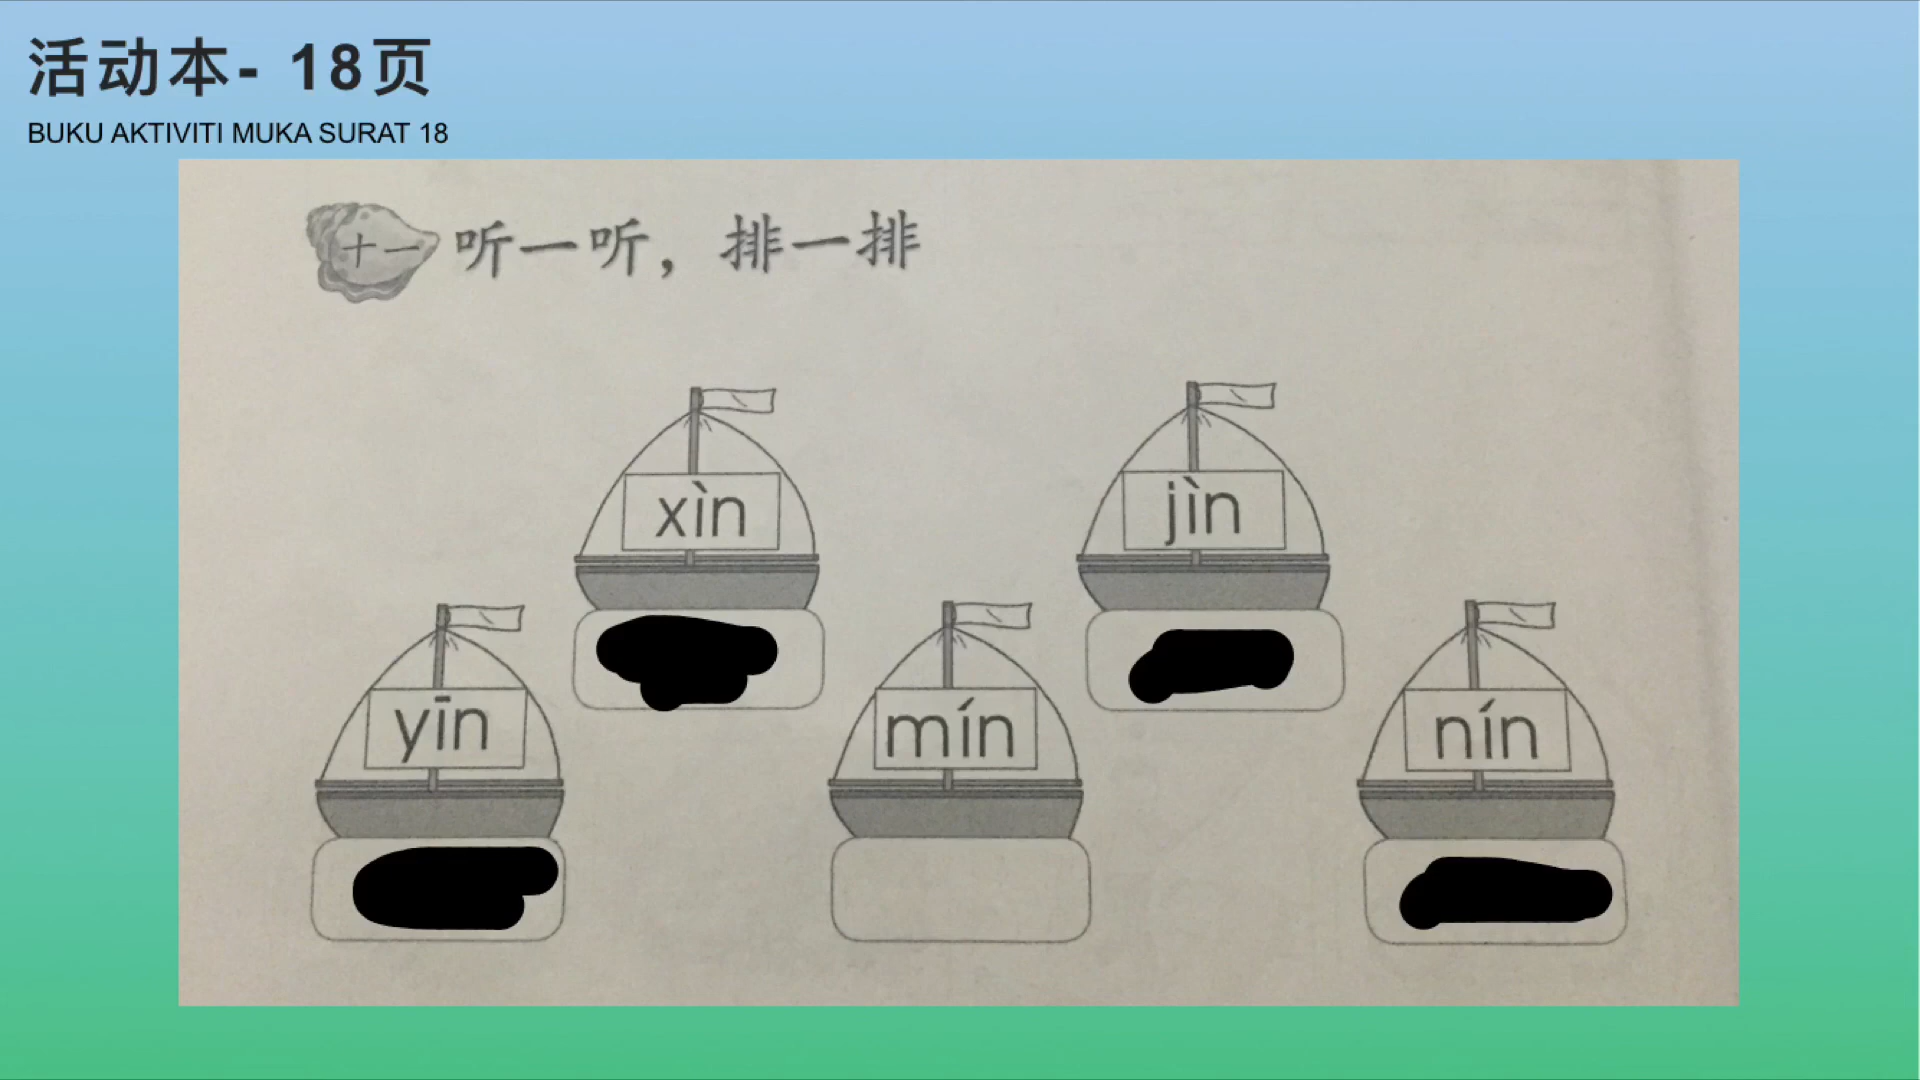 活动本- 18页
BUKU AKTIVITI MUKA SURAT 18
十一 听一听，排一排
xìn
jìn
yīn
mín
nín